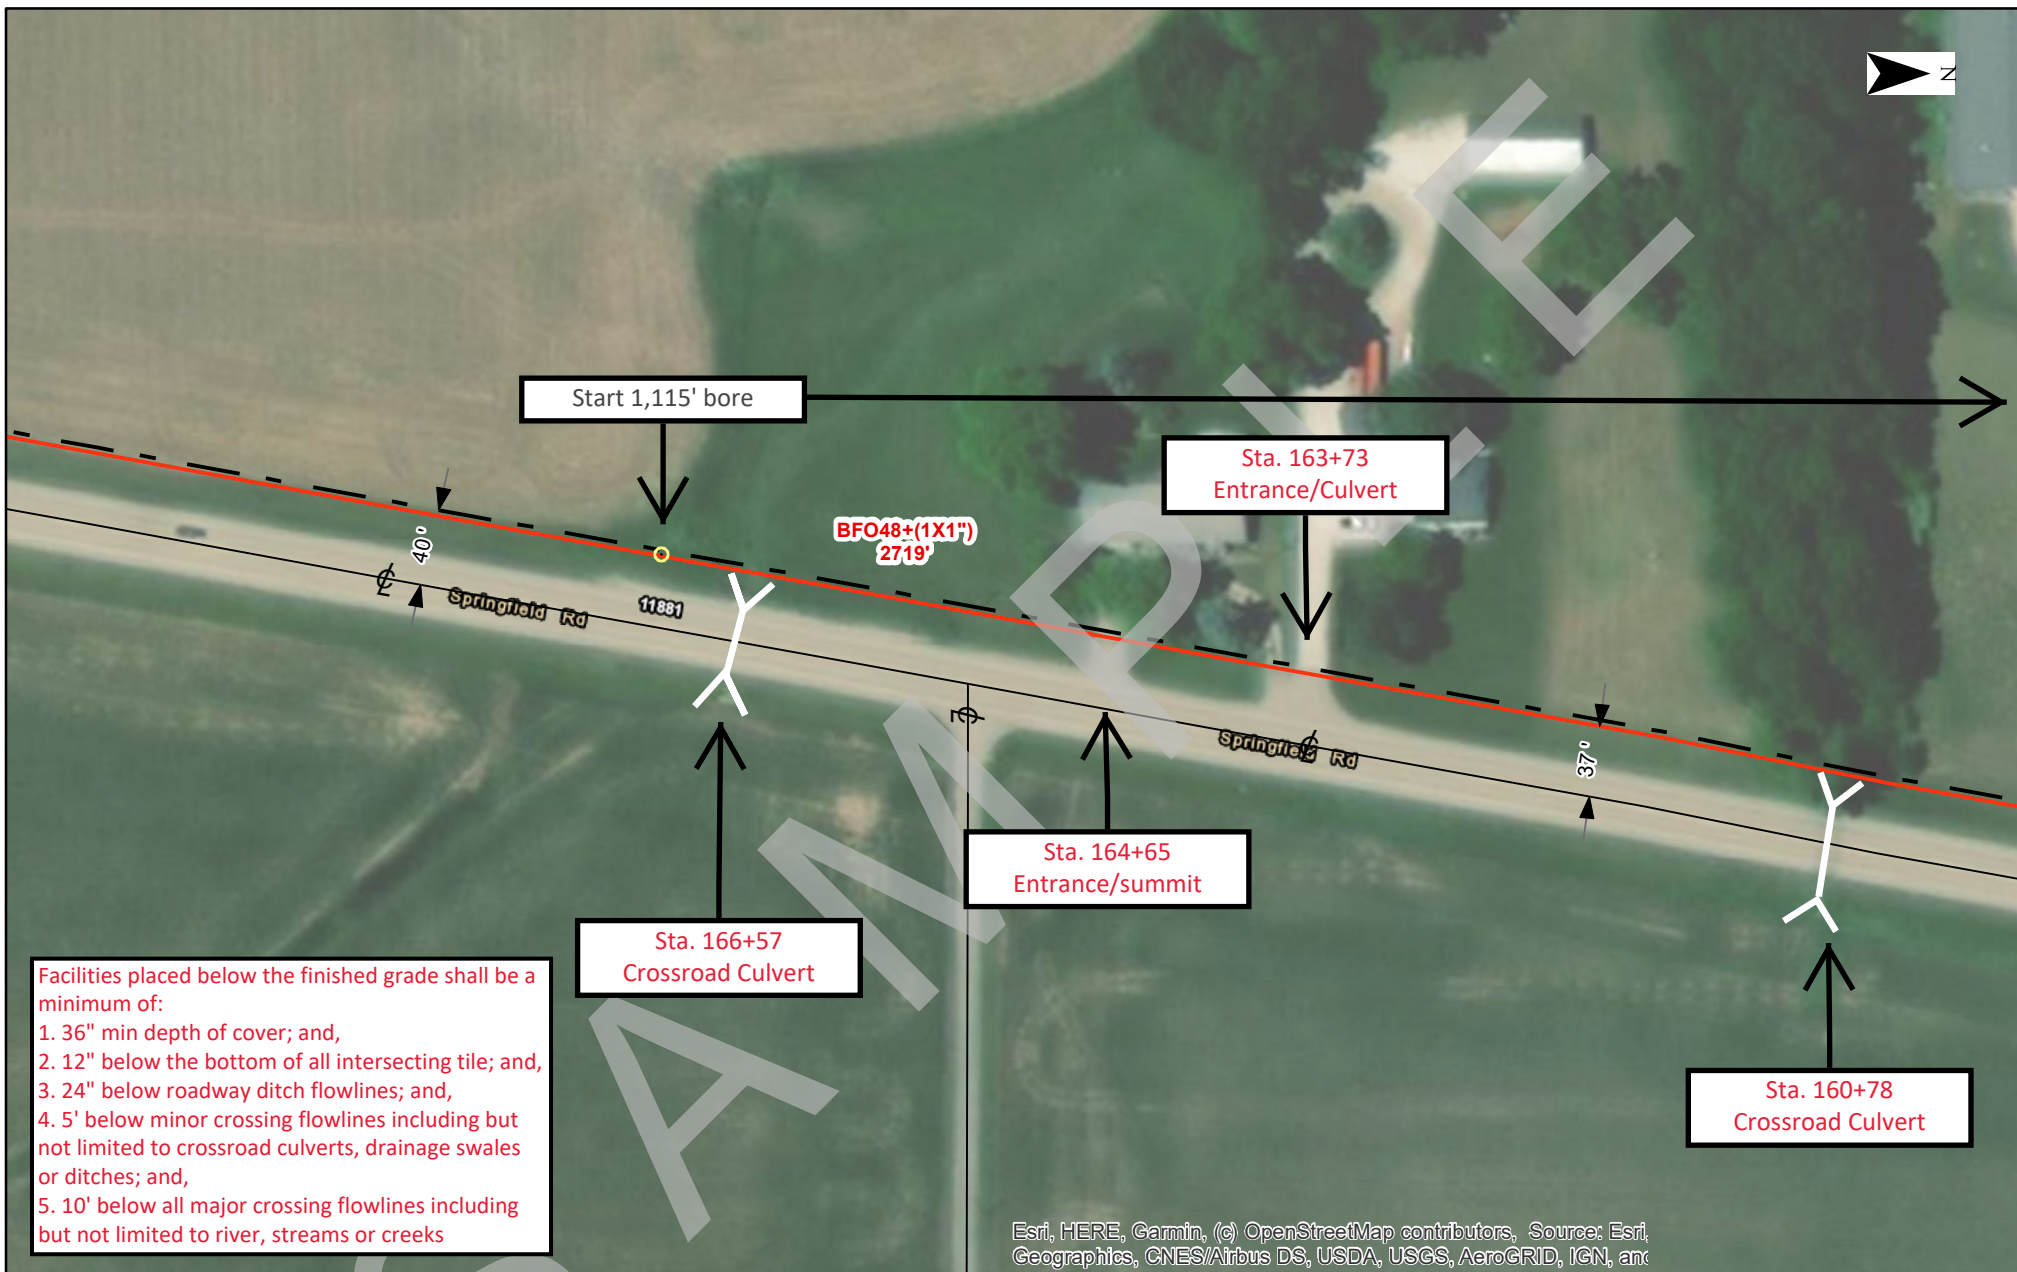 N
Start 1,115' bore
Sta. 163+73
Entrance/Culvert
BFO48+(1X1")
2719'
40'
℄
Springfield Rd
11881
℄
Springfield Rd
℄
37'
Sta. 164+65
Entrance/summit
Sta. 166+57
Crossroad Culvert
Sta. 160+78
Crossroad Culvert
Facilities placed below the finished grade shall be a
minimum of:
1. 36" min depth of cover; and,
2. 12" below the bottom of all intersecting tile; and,
3. 24" below roadway ditch flowlines; and,
4. 5' below minor crossing flowlines including but
not limited to crossroad culverts, drainage swales
or ditches; and,
5. 10' below all major crossing flowlines including
but not limited to river, streams or creeks
SAMPLE
Esri, HERE, Garmin, (c) OpenStreetMap contributors, Source: Esri,
Geographics, CNES/Airbus DS, USDA, USGS, AeroGRID, IGN, and